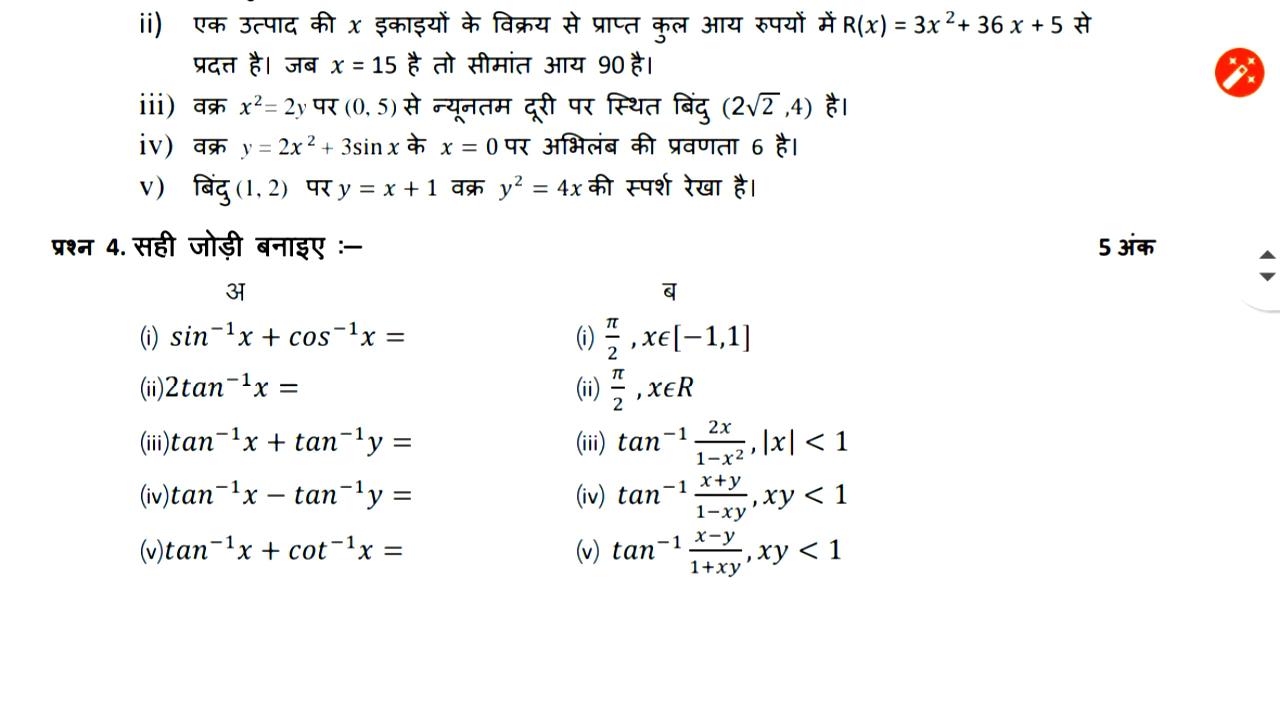 ii) एक उत्पाद की x इकाइयों के विक्रय से प्राप्त कुल आय रुपयों में R(x) = 3x² + 36 x + 5 से
प्रदत्त है। जब x = 15 है तो सीमांत आय 90 है।
iii) वक्र x² = 2y पर (0, 5) से न्यूनतम दूरी पर स्थित बिंदु (2√2 ,4) है।
iv) वक्र y = 2x² + 3sin x के x = 0 पर अभिलंब की प्रवणता 6 है।
v) बिंदु (1, 2) पर y = x + 1 वक्र y² = 4x की स्पर्श रेखा है।
प्रश्न 4. सही जोड़ी बनाइए :– 5 अंक
अ ब
(i) sin⁻¹x + cos⁻¹x = (i) π/2 , xϵ[−1,1]
(ii) 2tan⁻¹x = (ii) π/2 , xϵR
(iii) tan⁻¹x + tan⁻¹y = (iii) tan⁻¹ 2x/(1−x²) , |x| < 1
(iv) tan⁻¹x − tan⁻¹y = (iv) tan⁻¹ (x+y)/(1−xy) , xy < 1
(v) tan⁻¹x + cot⁻¹x = (v) tan⁻¹ (x−y)/(1+xy) , xy < 1